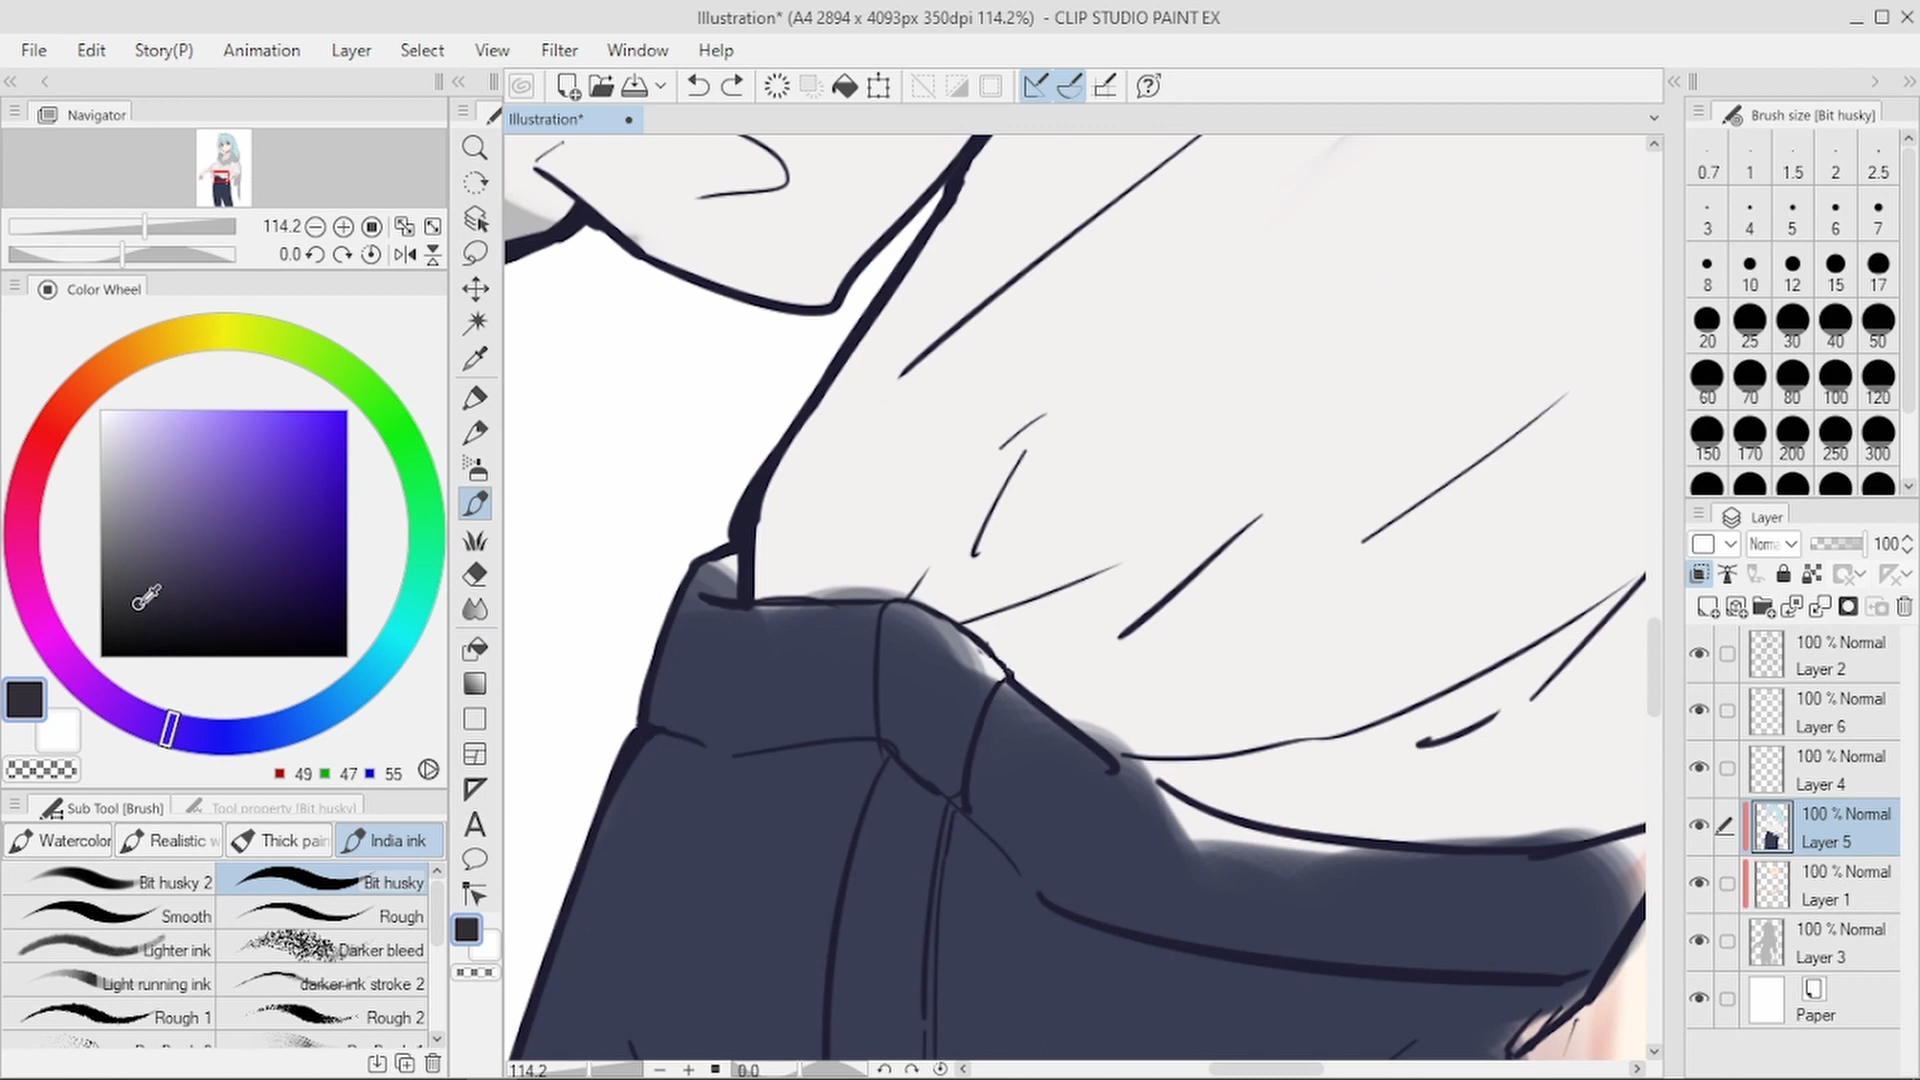 Illustration* (A4 2894 x 4093px 350dpi 114.2%) - CLIP STUDIO PAINT EX
File Edit Story(P) Animation Layer Select View Filter Window Help
Navigator
Illustration*
Brush size [Bit husky]
114.2
0.0
Color Wheel
0.7 1 1.5 2 2.5
3 4 5 6 7
8 10 12 15 17
20 25 30 40 50
60 70 80 100 120
150 170 200 250 300
Layer
Norm 100
100 % Normal
Layer 2
100 % Normal
Layer 6
100 % Normal
Layer 4
100 % Normal
Layer 5
100 % Normal
Layer 1
100 % Normal
Layer 3
Paper
49 47 55
Sub Tool [Brush] Tool property [Bit husky]
Watercolor Realistic w Thick pain India ink
Bit husky 2 Bit husky
Smooth Rough
Lighter ink Darker bleed
Light running ink darker ink stroke 2
Rough 1 Rough 2
A
114.2 0.0